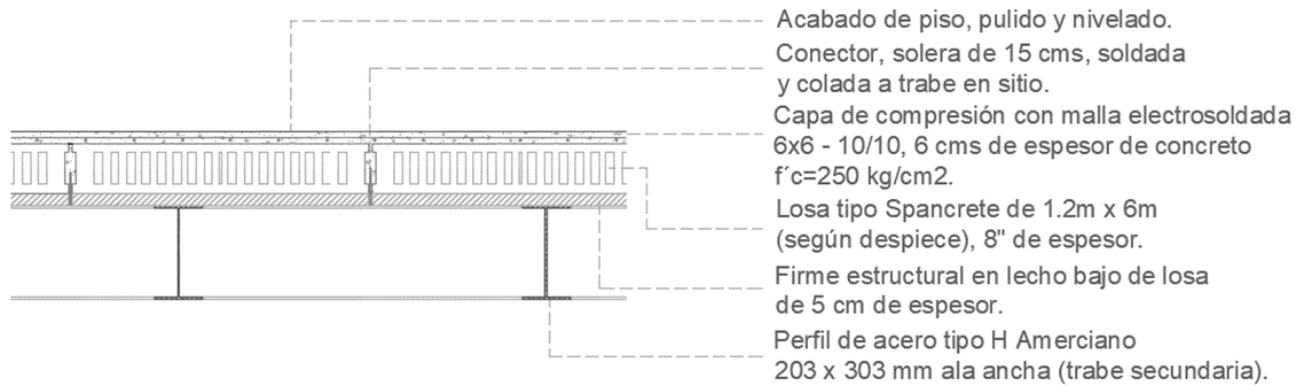 Acabado de piso, pulido y nivelado.
Conector, solera de 15 cms, soldada
y colada a trabe en sitio.
Capa de compresión con malla electrosoldada
6x6 - 10/10, 6 cms de espesor de concreto
f´c=250 kg/cm2.
Losa tipo Spancrete de 1.2m x 6m
(según despiece), 8" de espesor.
Firme estructural en lecho bajo de losa
de 5 cm de espesor.
Perfil de acero tipo H Amerciano
203 x 303 mm ala ancha (trabe secundaria).